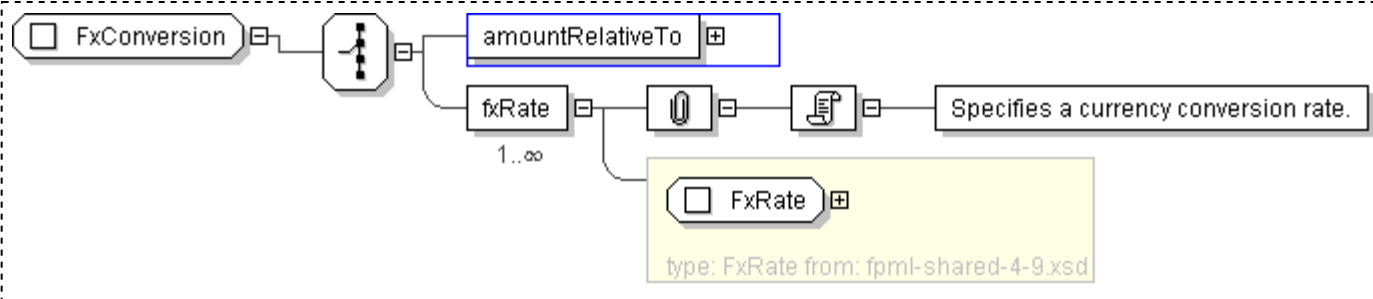 FxConversion
amountRelativeTo
fxRate
1..∞
Specifies a currency conversion rate.
FxRate
type: FxRate from: fpml-shared-4-9.xsd